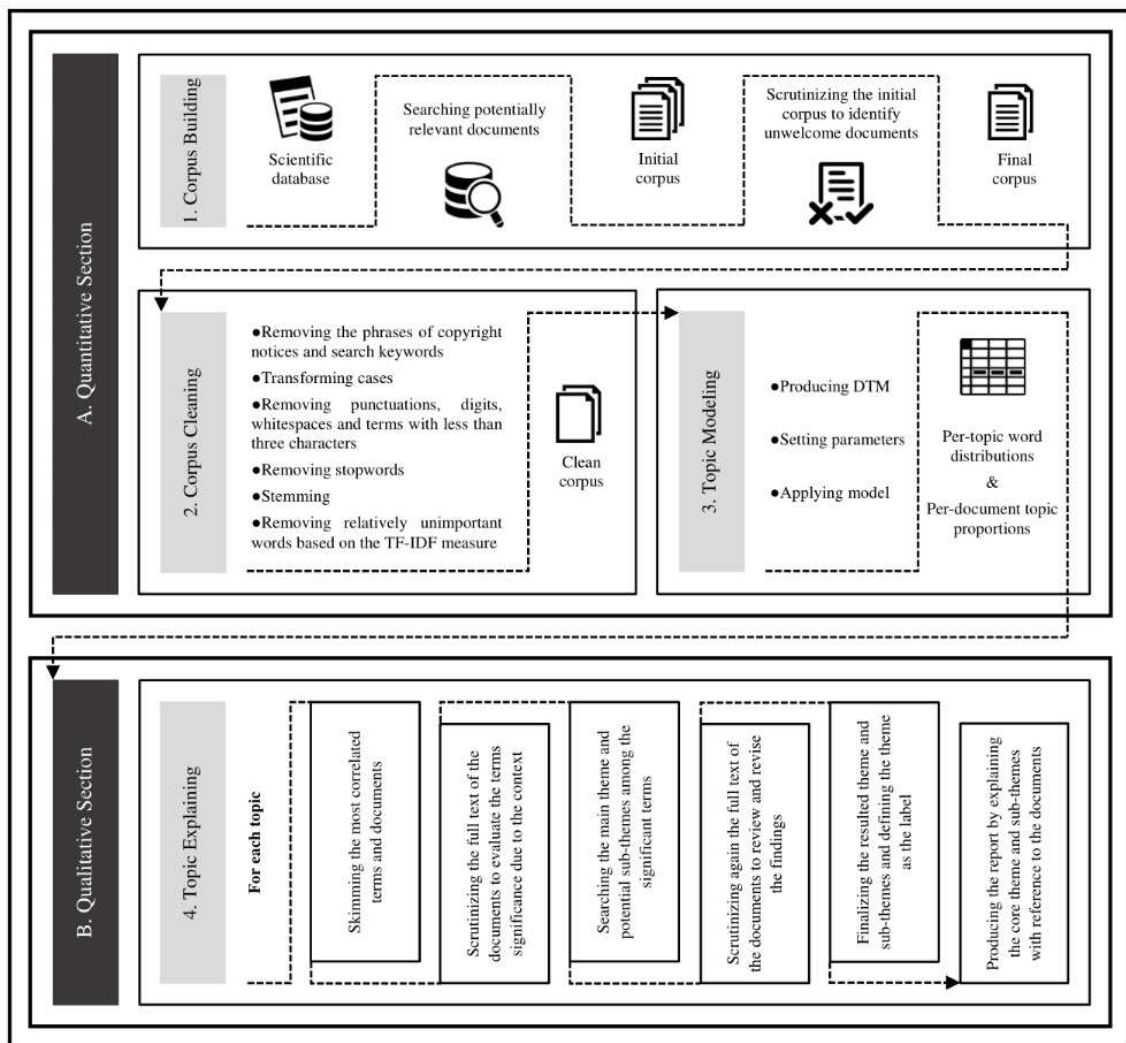 A. Quantitative Section
1. Corpus Building
Scientific
database
Searching potentially
relevant documents
Initial
corpus
Scrutinizing the initial
corpus to identify
unwelcome documents
Final
corpus
2. Corpus Cleaning
●Removing the phrases of copyright
notices and search keywords
●Transforming cases
●Removing punctuations, digits,
whitespaces and terms with less than
three characters
●Removing stopwords
●Stemming
●Removing relatively unimportant
words based on the TF-IDF measure
Clean
corpus
3. Topic Modeling
●Producing DTM
●Setting parameters
●Applying model
Per-topic word
distributions
&
Per-document topic
proportions
B. Qualitative Section
4. Topic Explaining
For each topic
Skimming the most correlated
terms and documents
Scrutinizing the full text of the
documents to evaluate the terms
significance due to the context
Searching the main theme and
potential sub-themes among the
significant terms
Scrutinizing again the full text of
the documents to review and revise
the findings
Finalizing the resulted theme and
sub-themes and defining the theme
as the label
Producing the report by explaining
the core theme and sub-themes
with reference to the documents